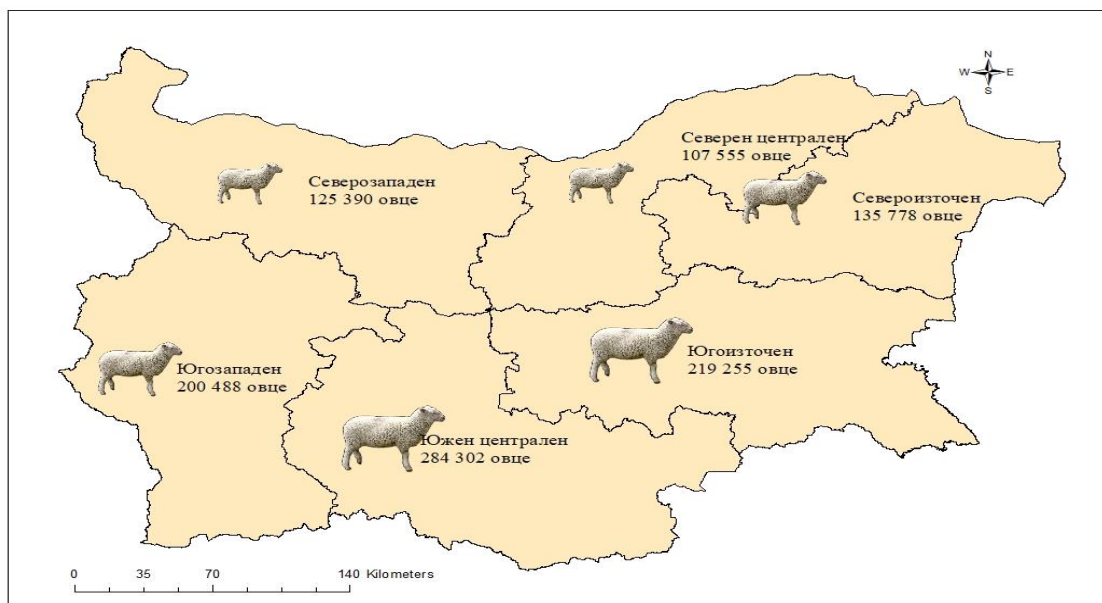 N
W E
S
Северен централен
107 555 овце
Северозападен
125 390 овце
Североизточен
135 778 овце
Югозападен
200 488 овце
Югоизточен
219 255 овце
Южен централен
284 302 овце
0 35 70 140 Kilometers